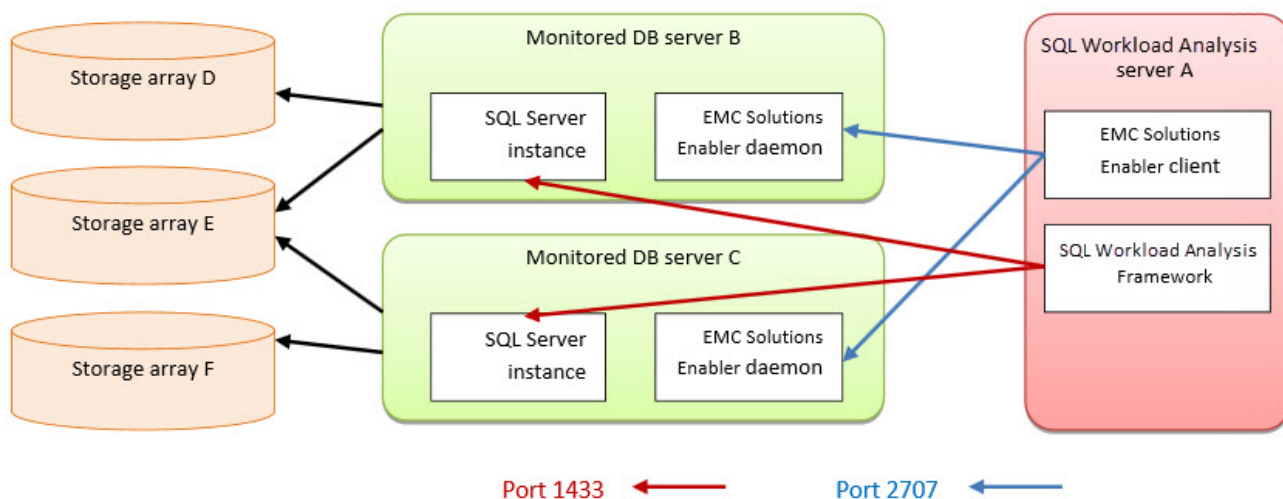 Storage array D
Storage array E
Storage array F
Monitored DB server B
SQL Server
instance
EMC Solutions
Enabler daemon
Monitored DB server C
SQL Server
instance
EMC Solutions
Enabler daemon
SQL Workload Analysis
server A
EMC Solutions
Enabler client
SQL Workload Analysis
Framework
Port 1433
Port 2707